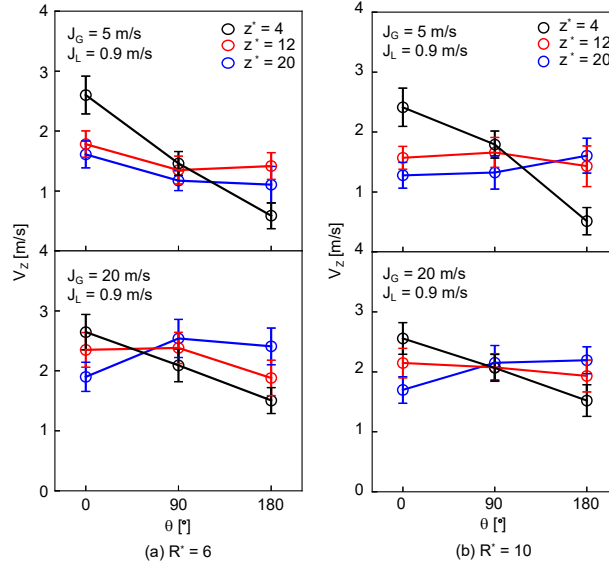 4
3
2
1
4
3
2
1
0
V_Z [m/s]
J_G = 5 m/s
J_L = 0.9 m/s
z* = 4
z* = 12
z* = 20
J_G = 20 m/s
J_L = 0.9 m/s
0 90 180
θ [°]
(a) R* = 6
4
3
2
1
4
3
2
1
0
J_G = 5 m/s
J_L = 0.9 m/s
z* = 4
z* = 12
z* = 20
J_G = 20 m/s
J_L = 0.9 m/s
0 90 180
θ [°]
(b) R* = 10